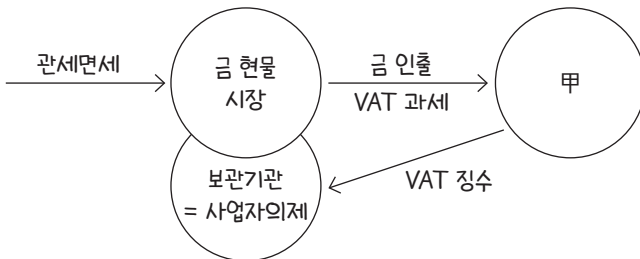 관세면세
금 현물
시장
금 인출
VAT 과세
甲
보관기관
= 사업자의제
VAT 징수